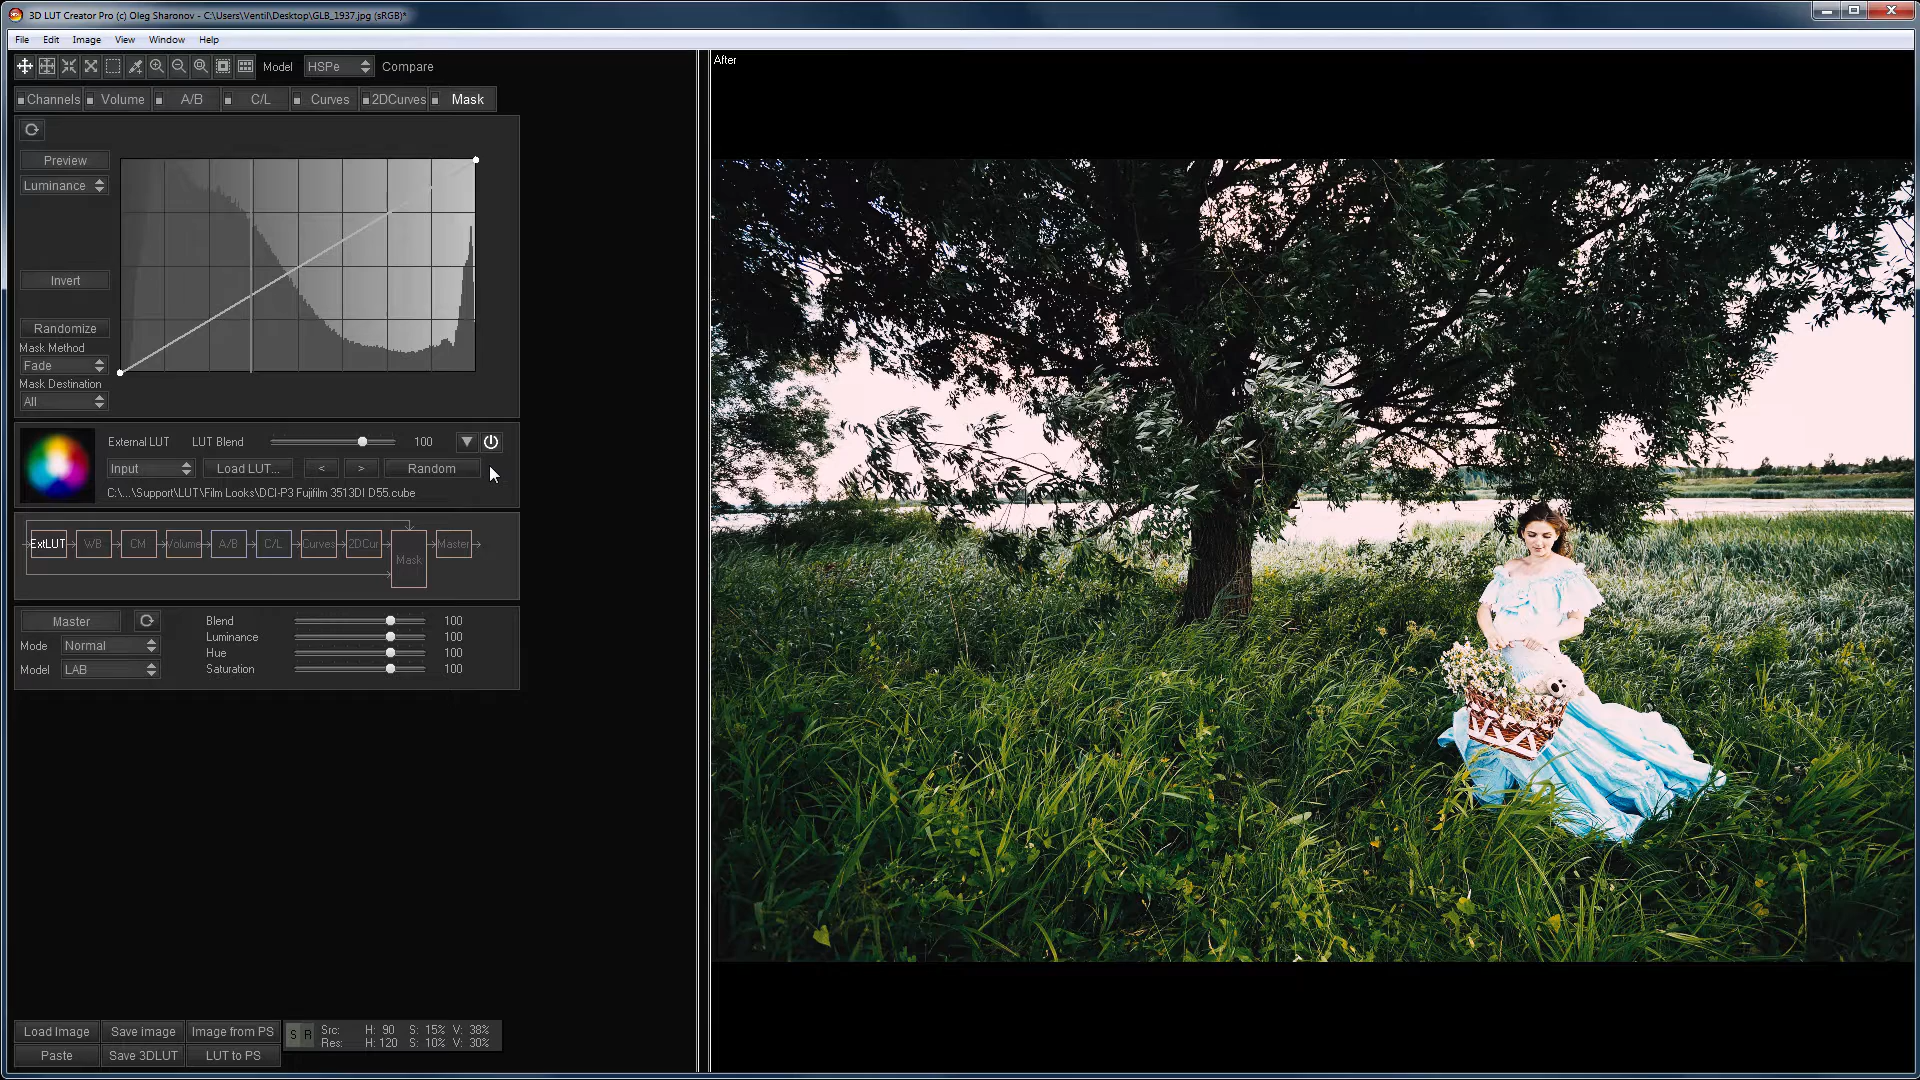 3D LUT Creator Pro (c) Oleg Sharonov - C:\Users\Ventil\Desktop\GLB_1937.jpg (sRGB)*
File Edit Image View Window Help
Model HSPe Compare
After
Channels Volume A/B C/L Curves 2DCurves Mask
Preview
Luminance
Invert
Randomize
Mask Method
Fade
Mask Destination
All
External LUT LUT Blend 100
Input Load LUT... < > Random
C:\...\Support\LUT\Film Looks\DCI-P3 Fujifilm 3513DI D55.cube
ExtLUT WB CM Volume A/B C/L Curves 2DCur Mask Master
Master Blend 100
Luminance 100
Mode Normal
Hue 100
Model LAB Saturation 100
Load Image Save image Image from PS S R Src: H: 90 S: 15% V: 38%
Res: H: 120 S: 10% V: 30%
Paste Save 3DLUT LUT to PS